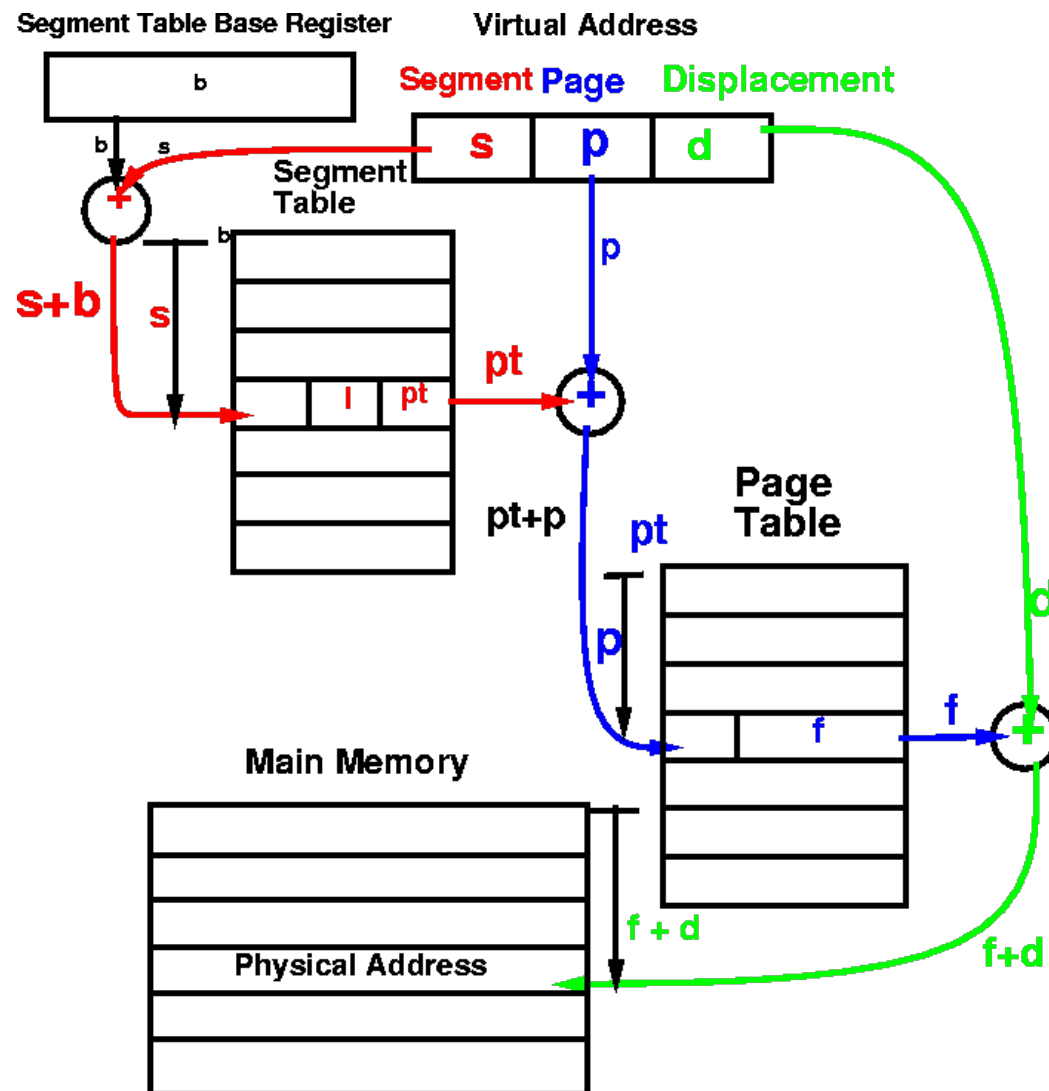 Segment Table Base Register
Virtual Address
b
Segment Page Displacement
s p d
b
s
+
Segment
Table
b
p
s+b
s
pt
l pt
+
pt+p
Page
Table
pt
p
d
f
f
+
Main Memory
f + d
f+d
Physical Address